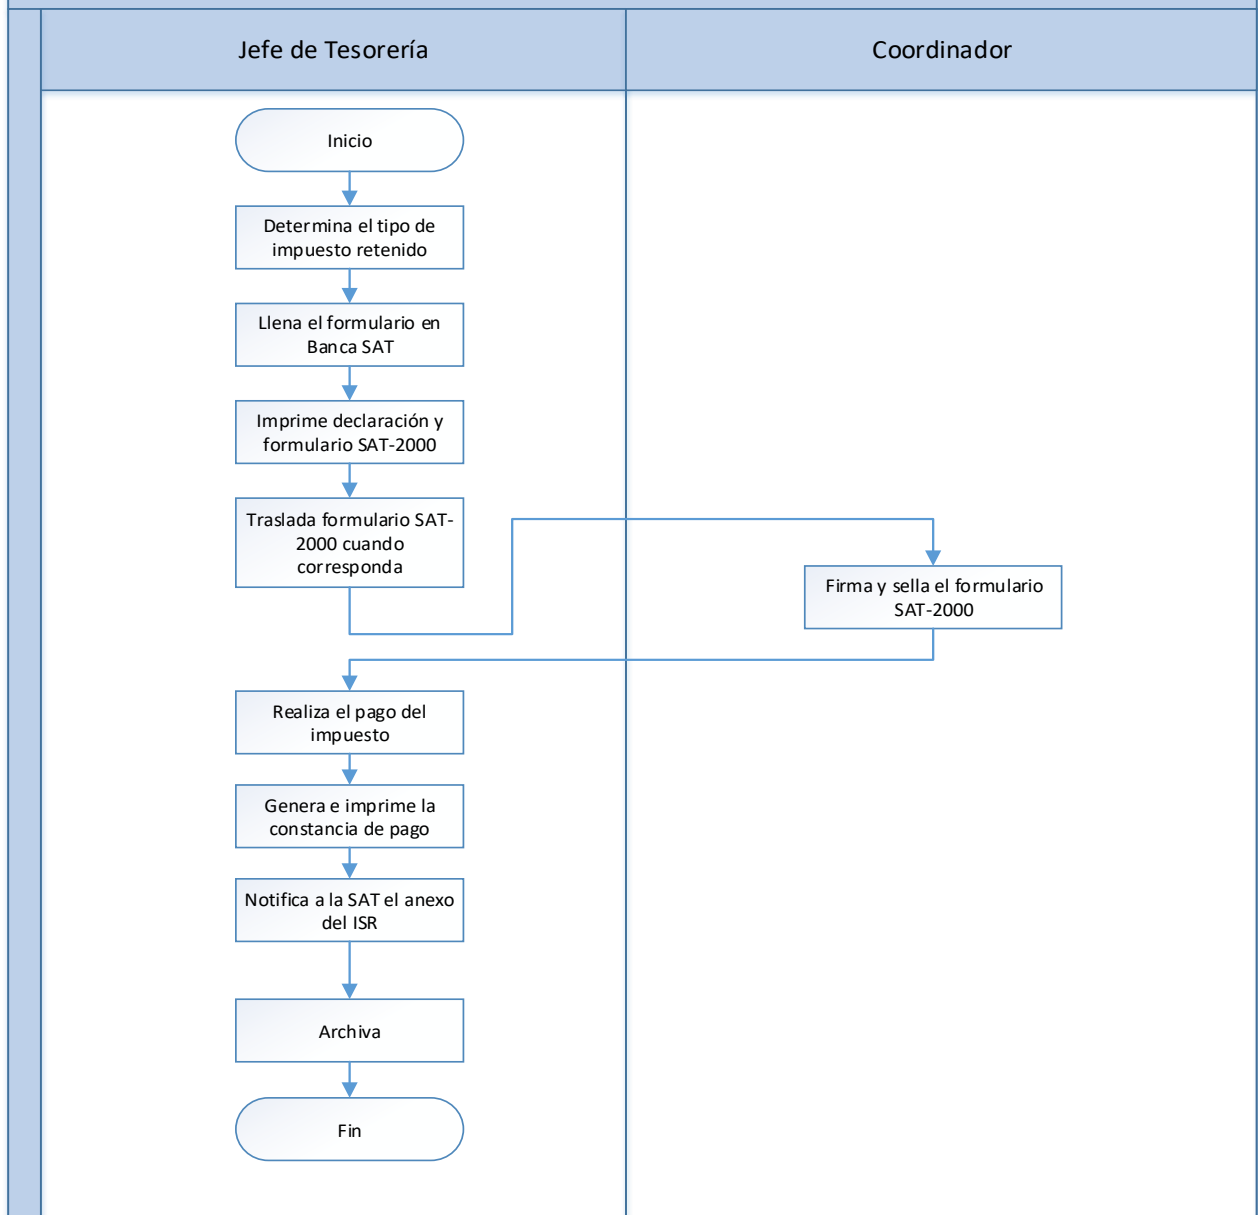 Jefe de Tesorería
Coordinador
Inicio
Determina el tipo de
impuesto retenido
Llena el formulario en
Banca SAT
Imprime declaración y
formulario SAT-2000
Traslada formulario SAT-
2000 cuando
corresponda
Firma y sella el formulario
SAT-2000
Realiza el pago del
impuesto
Genera e imprime la
constancia de pago
Notifica a la SAT el anexo
del ISR
Archiva
Fin